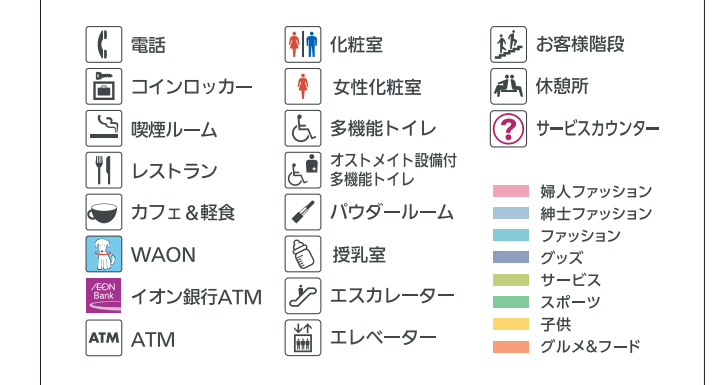 電話
コインロッカー
喫煙ルーム
レストラン
カフェ＆軽食
WAON
ÆON
Bank
イオン銀行ATM
ATM
ATM
化粧室
女性化粧室
多機能トイレ
オストメイト設備付
多機能トイレ
パウダールーム
授乳室
エスカレーター
エレベーター
お客様階段
休憩所
?
サービスカウンター
婦人ファッション
紳士ファッション
ファッション
グッズ
サービス
スポーツ
子供
グルメ&フード